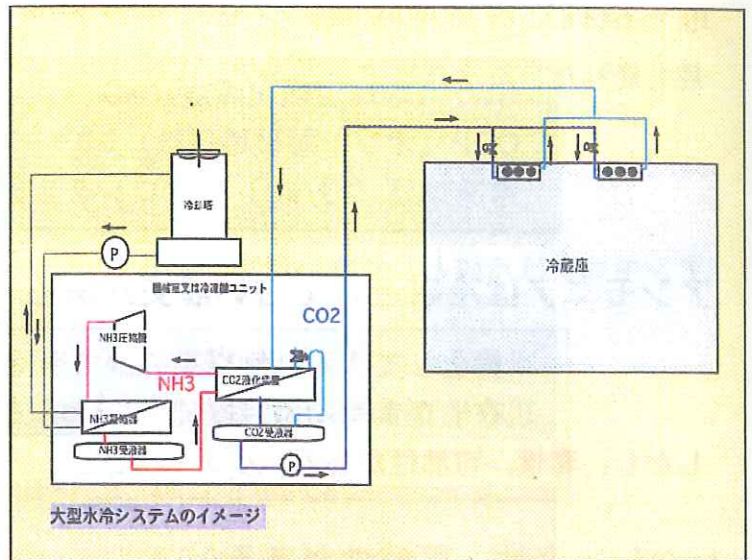 冷却塔
P
機械室又は冷凍機ユニット
CO2
冷蔵庫
NH3圧縮機
NH3
CO2液化装置
NH3凝縮器
NH3受液器
CO2受液器
P
大型水冷システムのイメージ